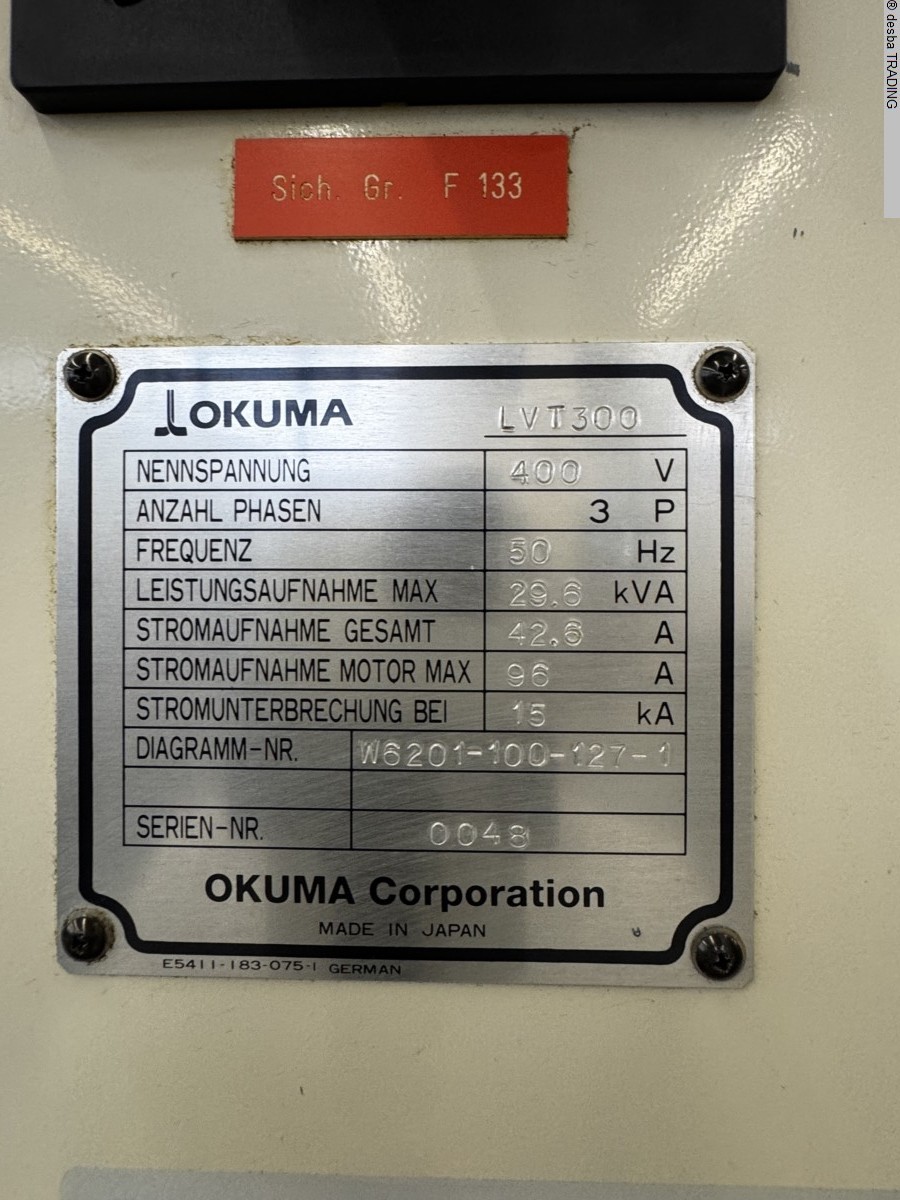 ® desba TRADING
Sich. Gr. F 133
OKUMA LVT300
NENNSPANNUNG 400 V
ANZAHL PHASEN 3 P
FREQUENZ 50 Hz
LEISTUNGSAUFNAHME MAX 29.6 kVA
STROMAUFNAHME GESAMT 42.6 A
STROMAUFNAHME MOTOR MAX 96 A
STROMUNTERBRECHUNG BEI 15 kA
DIAGRAMM-NR. W6201-100-127-1
SERIEN-NR. 0048
OKUMA Corporation
MADE IN JAPAN
E5411-183-075-1 GERMAN